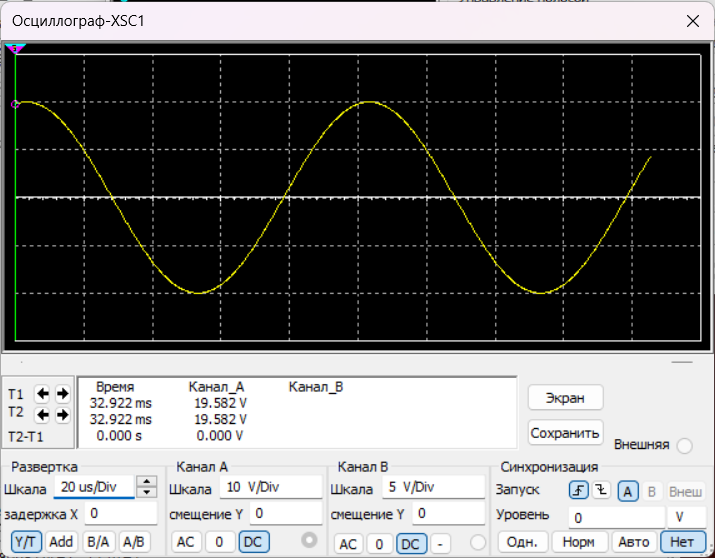 Осциллограф-XSC1
Время Канал_A Канал_B
T1 32.922 ms 19.582 V
T2 32.922 ms 19.582 V
T2-T1 0.000 s 0.000 V
Экран
Сохранить
Внешняя
Развертка
Шкала 20 us/Div
задержка X 0
Y/T Add B/A A/B
Канал A
Шкала 10 V/Div
смещение Y 0
AC 0 DC
Канал B
Шкала 5 V/Div
смещение Y 0
AC 0 DC -
Синхронизация
Запуск A B Внеш
Уровень 0 V
Одн. Норм Авто Нет